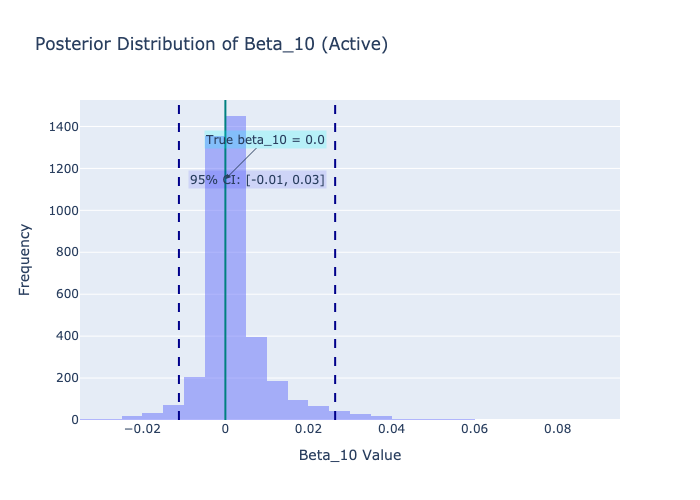 Posterior Distribution of Beta_10 (Active)
1400
1200
1000
800
600
400
200
0
Frequency
True beta_10 = 0.0
95% CI: [-0.01, 0.03]
−0.02
0
0.02
0.04
0.06
0.08
Beta_10 Value